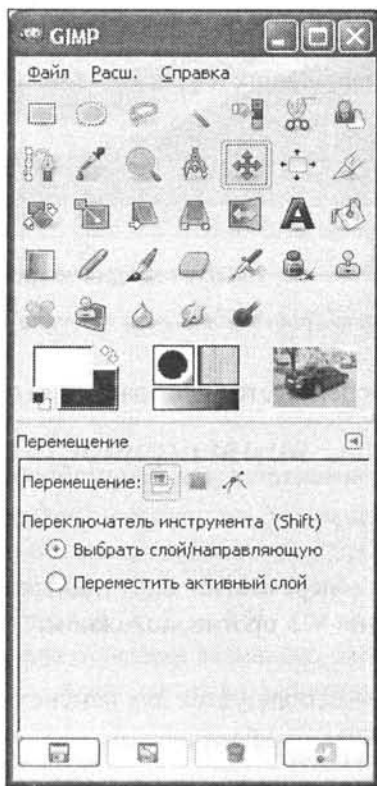 GIMP
Файл Расш. Справка
Перемещение
Перемещение:
Переключатель инструмента (Shift)
Выбрать слой/направляющую
Переместить активный слой